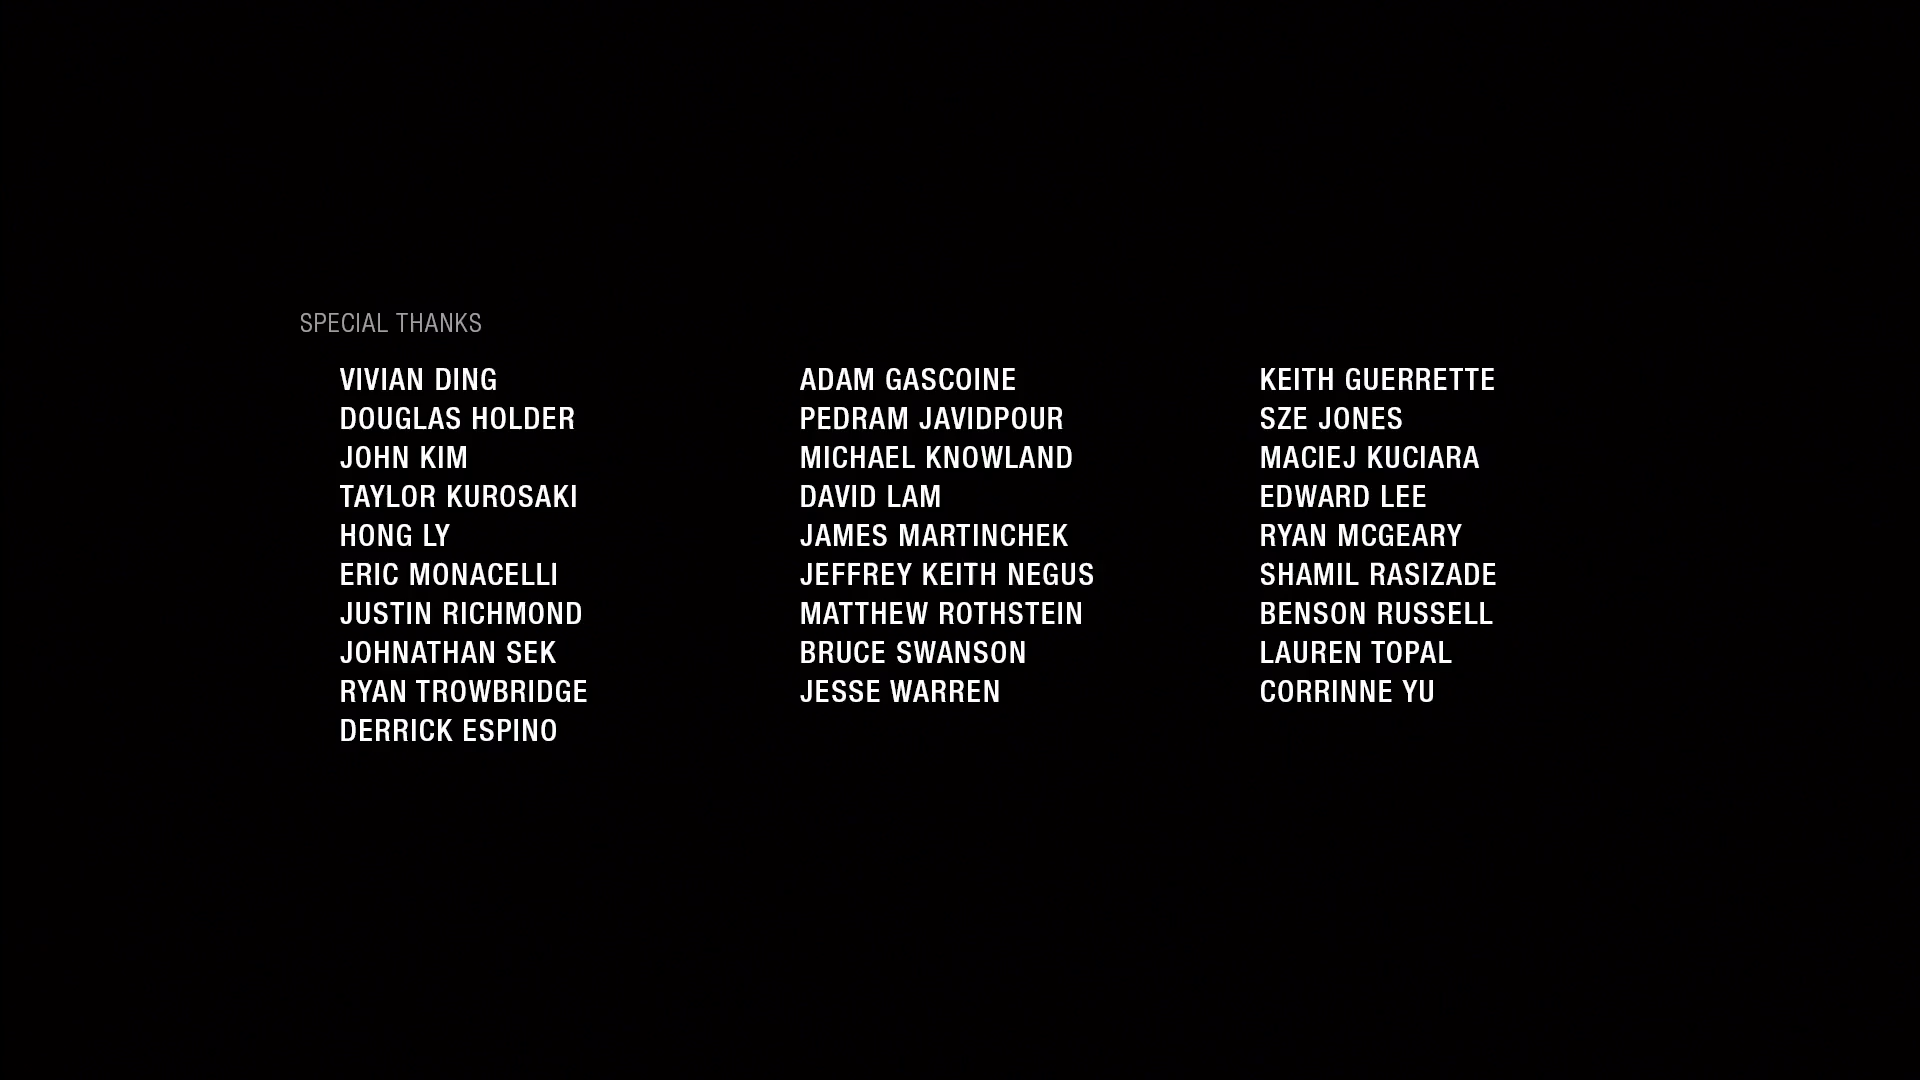 SPECIAL THANKS
VIVIAN DING
DOUGLAS HOLDER
JOHN KIM
TAYLOR KUROSAKI
HONG LY
ERIC MONACELLI
JUSTIN RICHMOND
JOHNATHAN SEK
RYAN TROWBRIDGE
DERRICK ESPINO
ADAM GASCOINE
PEDRAM JAVIDPOUR
MICHAEL KNOWLAND
DAVID LAM
JAMES MARTINCHEK
JEFFREY KEITH NEGUS
MATTHEW ROTHSTEIN
BRUCE SWANSON
JESSE WARREN
KEITH GUERRETTE
SZE JONES
MACIEJ KUCIARA
EDWARD LEE
RYAN MCGEARY
SHAMIL RASIZADE
BENSON RUSSELL
LAUREN TOPAL
CORRINNE YU